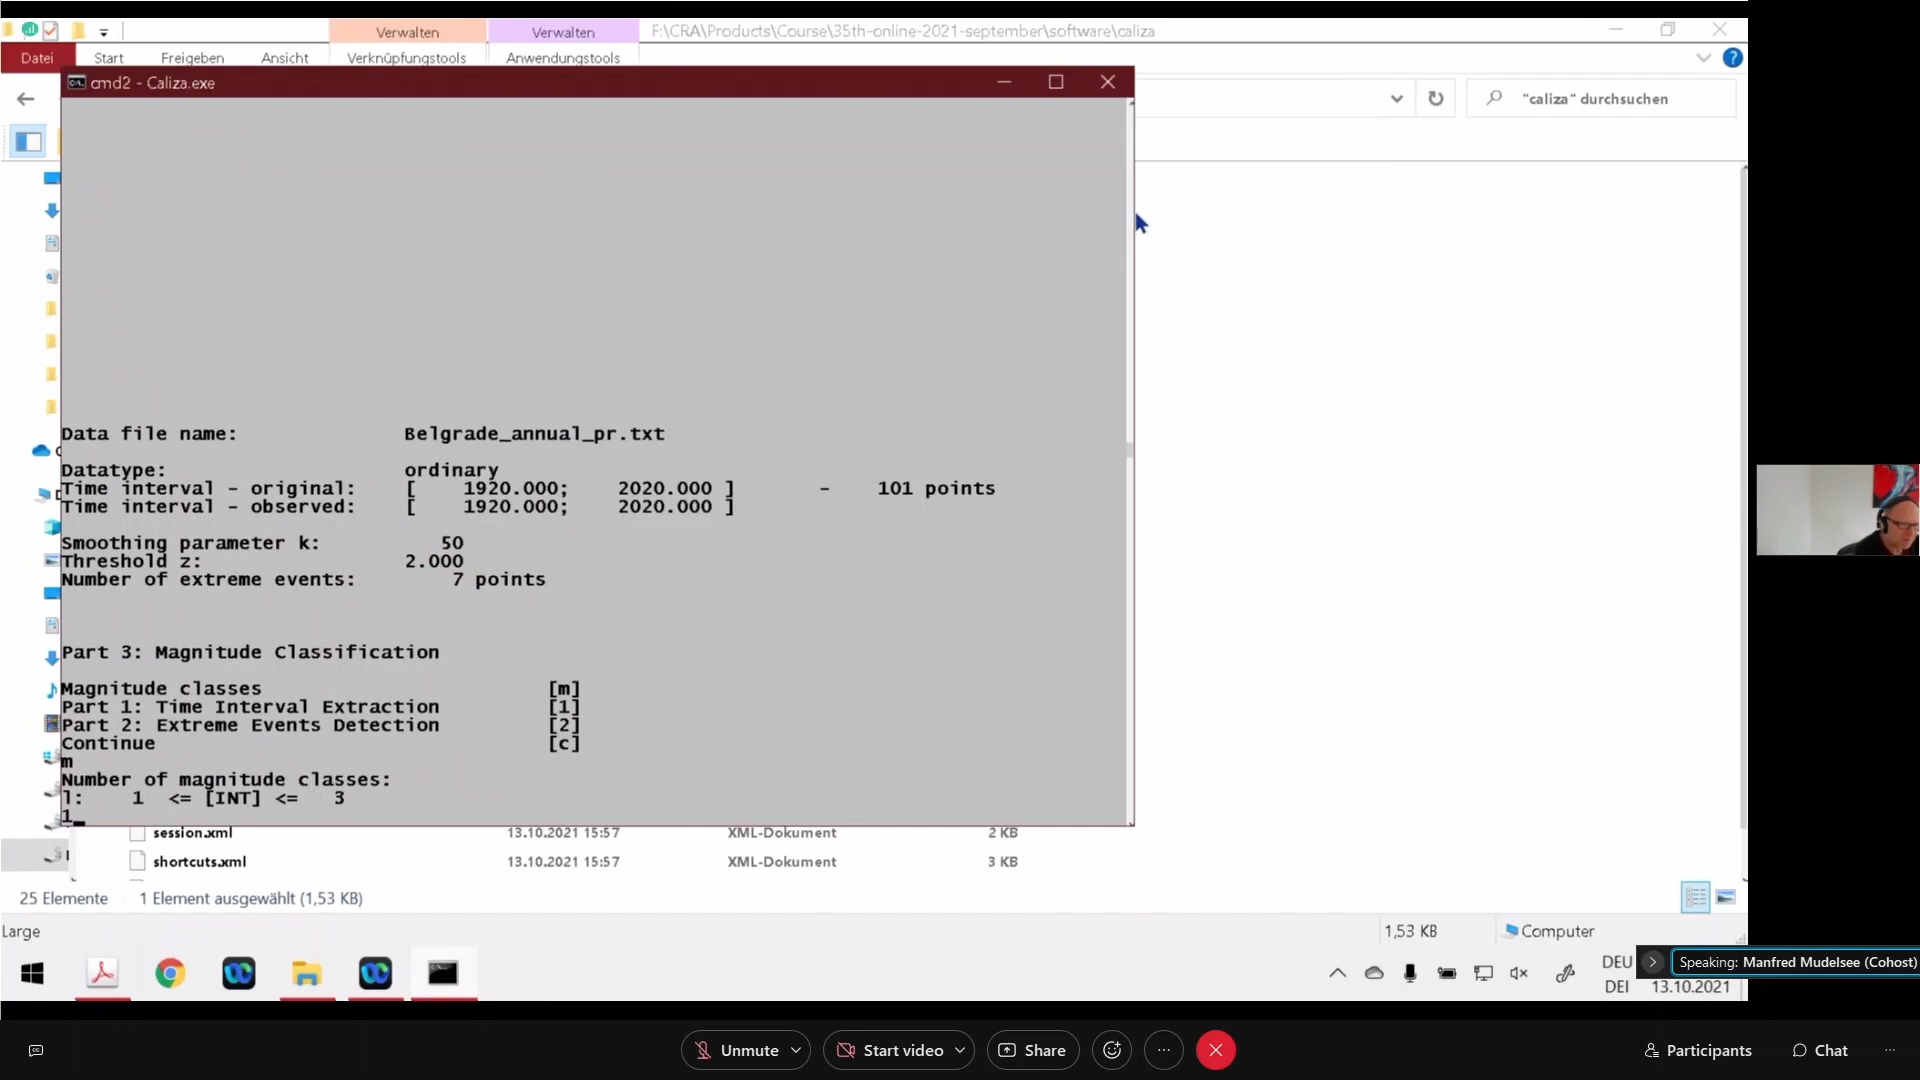 Verwalten
Verwalten
F:\CRA\Products\Course\35th-online-2021-september\software\caliza
Datei
Start
Freigeben
Ansicht
Verknüpfungstools
Anwendungstools
cmd2 - Caliza.exe
"caliza" durchsuchen
Data file name: Belgrade_annual_pr.txt
Datatype: ordinary
Time interval - original: [ 1920.000; 2020.000 ] - 101 points
Time interval - observed: [ 1920.000; 2020.000 ]
Smoothing parameter k: 50
Threshold z: 2.000
Number of extreme events: 7 points
Part 3: Magnitude Classification
Magnitude classes [m]
Part 1: Time Interval Extraction [1]
Part 2: Extreme Events Detection [2]
Continue [c]
m
Number of magnitude classes:
]: 1 <= [INT] <= 3
1
session.xml 13.10.2021 15:57 XML-Dokument 2 KB
shortcuts.xml 13.10.2021 15:57 XML-Dokument 3 KB
25 Elemente 1 Element ausgewählt (1,53 KB)
Large 1,53 KB Computer
DEU
DEI 13.10.2021
Speaking: Manfred Mudelsee (Cohost)
Unmute
Start video
Share
Participants
Chat